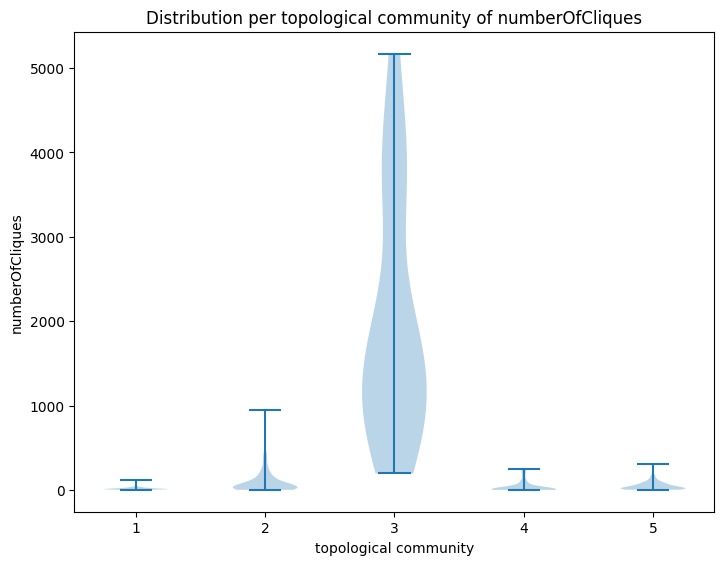 Distribution per topological community of numberOfCliques
numberOfCliques
5000
4000
3000
2000
1000
0
1 2 3 4 5
topological community